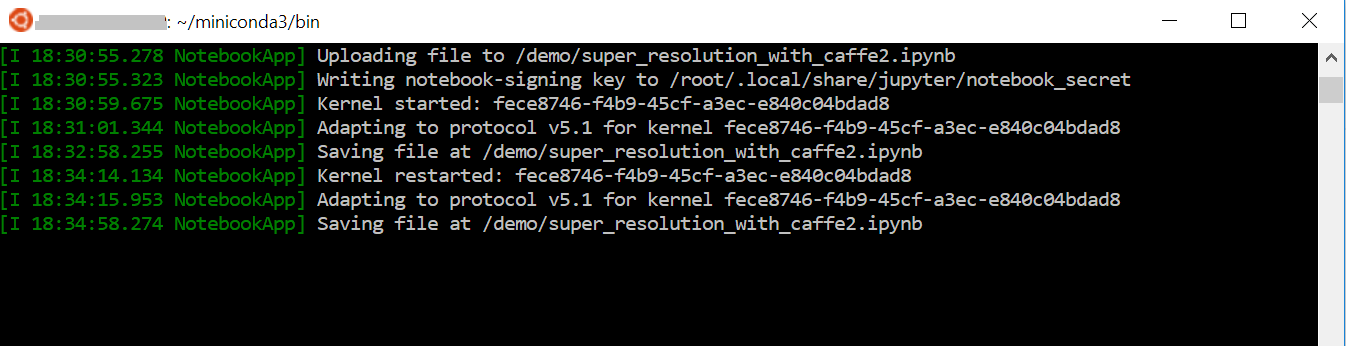 : ~/miniconda3/bin
[I 18:30:55.278 NotebookApp] Uploading file to /demo/super_resolution_with_caffe2.ipynb
[I 18:30:55.323 NotebookApp] Writing notebook-signing key to /root/.local/share/jupyter/notebook_secret
[I 18:30:59.675 NotebookApp] Kernel started: fece8746-f4b9-45cf-a3ec-e840c04bdad8
[I 18:31:01.344 NotebookApp] Adapting to protocol v5.1 for kernel fece8746-f4b9-45cf-a3ec-e840c04bdad8
[I 18:32:58.255 NotebookApp] Saving file at /demo/super_resolution_with_caffe2.ipynb
[I 18:34:14.134 NotebookApp] Kernel restarted: fece8746-f4b9-45cf-a3ec-e840c04bdad8
[I 18:34:15.953 NotebookApp] Adapting to protocol v5.1 for kernel fece8746-f4b9-45cf-a3ec-e840c04bdad8
[I 18:34:58.274 NotebookApp] Saving file at /demo/super_resolution_with_caffe2.ipynb